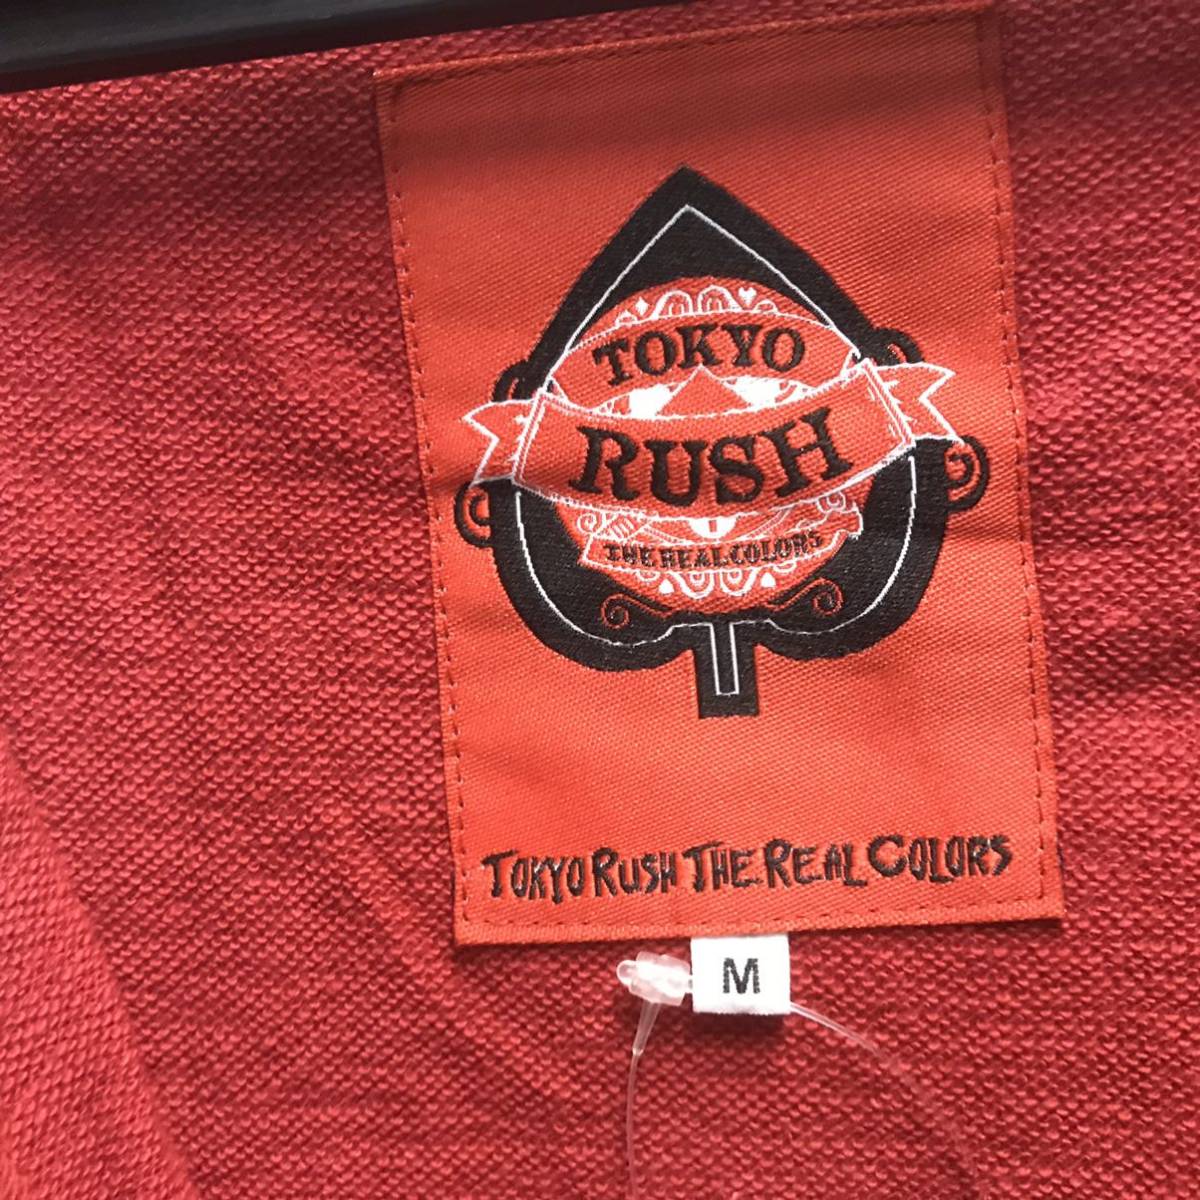 TOKYO
RUSH
THE REAL COLORS
TOKYO RUSH THE REAL COLORS
M